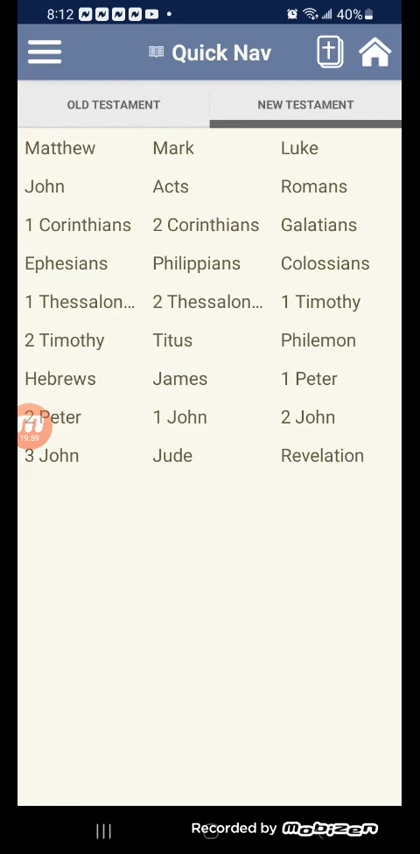 8:12 40%
Quick Nav
OLD TESTAMENT NEW TESTAMENT
Matthew Mark Luke
John Acts Romans
1 Corinthians 2 Corinthians Galatians
Ephesians Philippians Colossians
1 Thessalon... 2 Thessalon... 1 Timothy
2 Timothy Titus Philemon
Hebrews James 1 Peter
2 Peter 1 John 2 John
19:59
3 John Jude Revelation
Recorded by mobizen